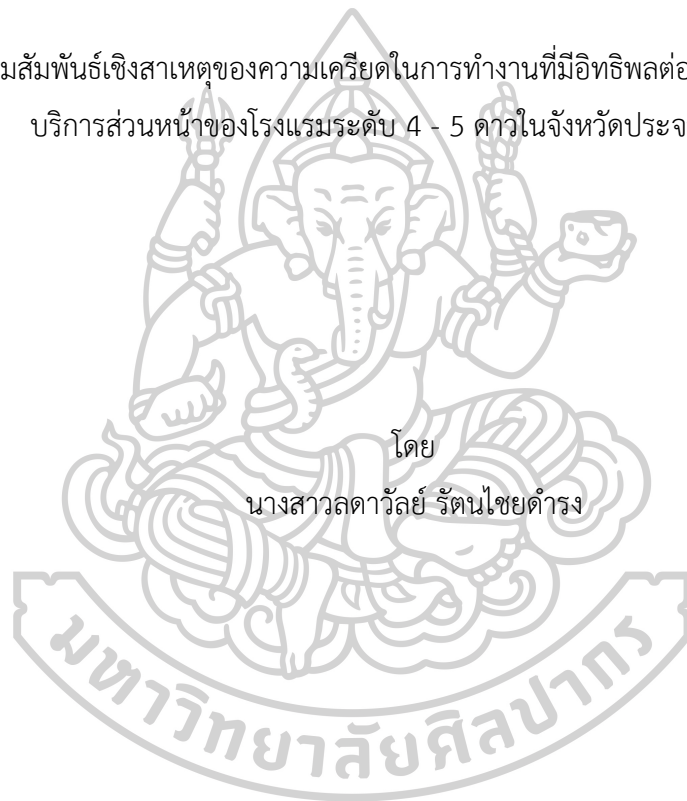 มสัมพันธ์เชิงสาเหตุของความเครียดในการทำงานที่มีอิทธิพลต่อ
บริการส่วนหน้าของโรงแรมระดับ 4 - 5 ดาวในจังหวัดประจ
โดย
นางสาวลดาวัลย์ รัตนไชยดำรง
มหาวิทยาลัยศิลปากร